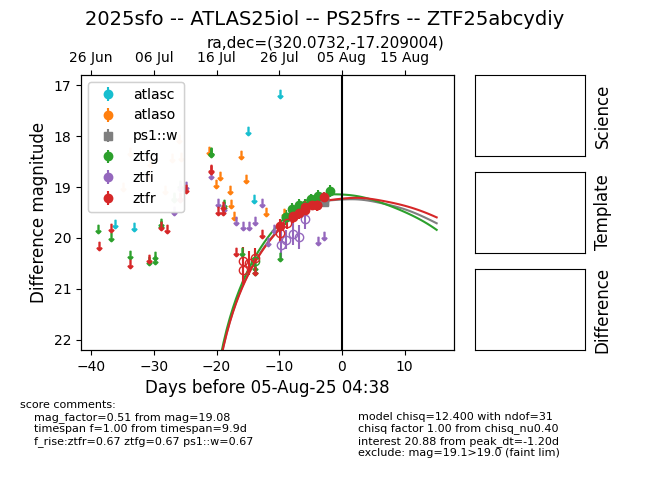 2025sfo -- ATLAS25iol -- PS25frs -- ZTF25abcydiy
ra,dec=(320.0732,-17.209004)
26 Jun 06 Jul 16 Jul 26 Jul 05 Aug 15 Aug
17
18
19
20
21
22
Difference magnitude
atlasc
atlaso
ps1::w
ztfg
ztfi
ztfr
−40 −30 −20 −10 0 10
Days before 05-Aug-25 04:38
Science
Template
Difference
score comments:
mag_factor=0.51 from mag=19.08
timespan f=1.00 from timespan=9.9d
f_rise:ztfr=0.67 ztfg=0.67 ps1::w=0.67
model chisq=12.400 with ndof=31
chisq factor 1.00 from chisq_nu0.40
interest 20.88 from peak_dt=-1.20d
exclude: mag=19.1>19.0 (faint lim)